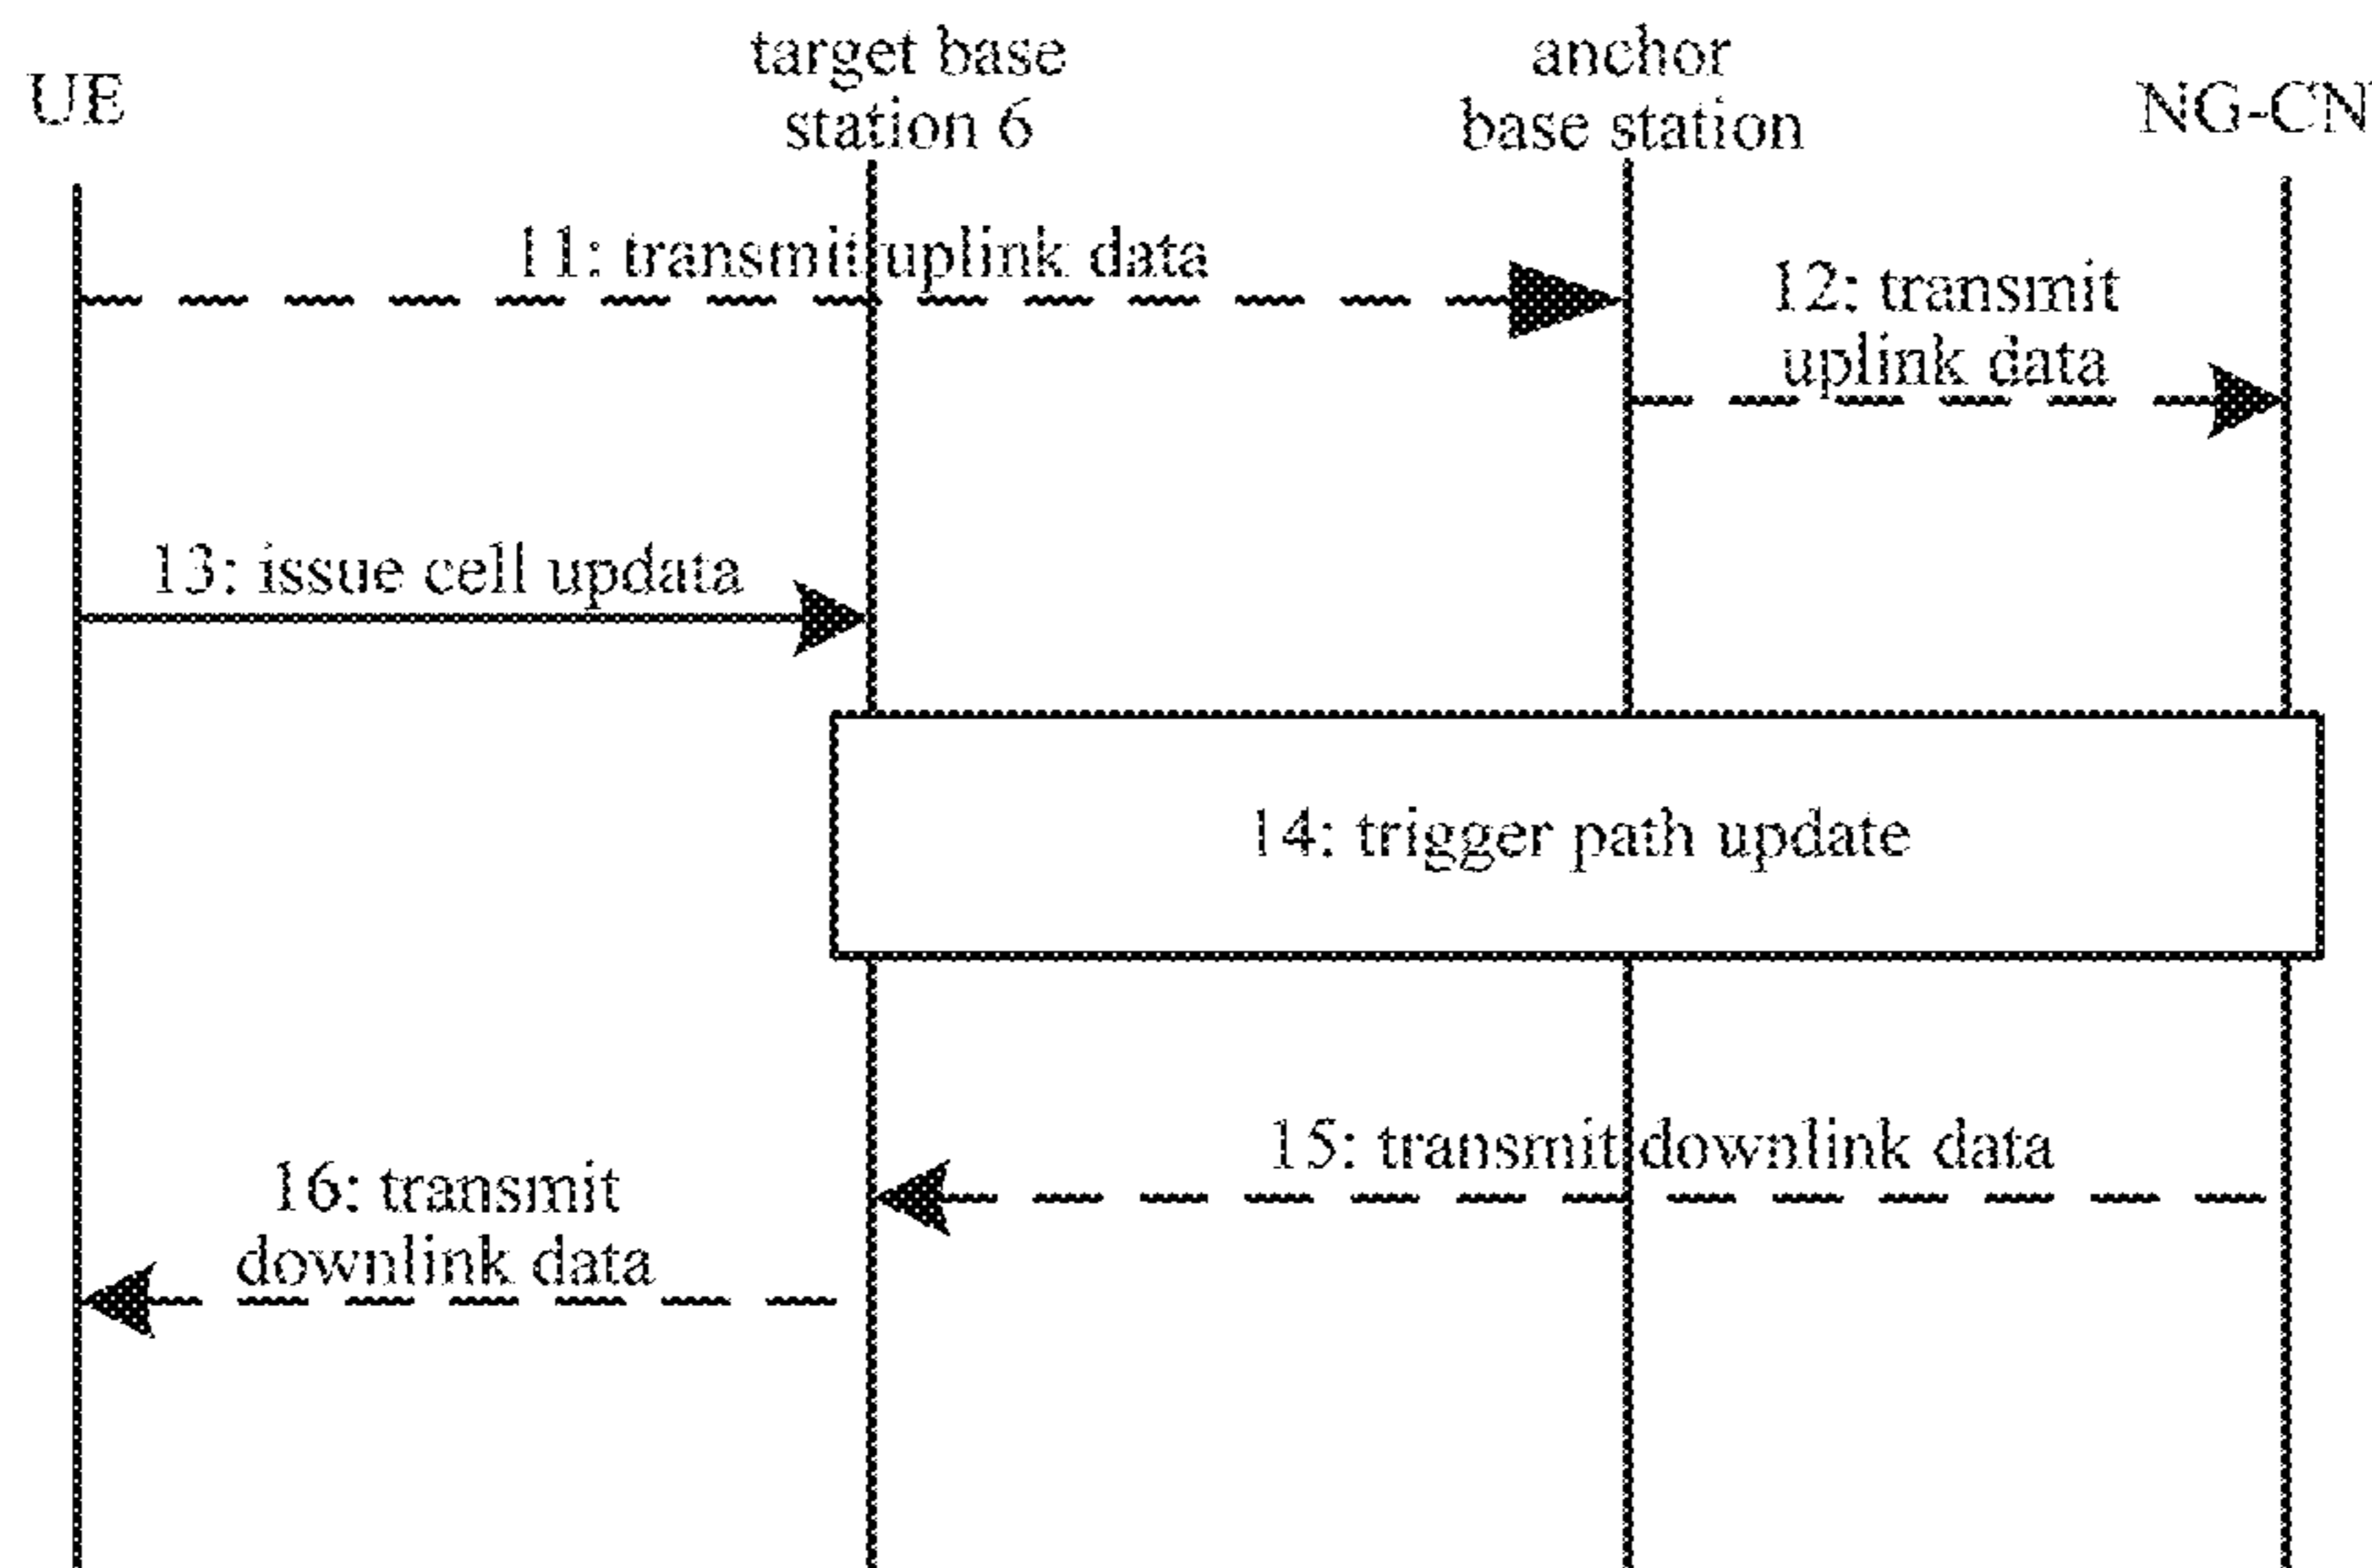 UE
target base
station 6
anchor
base station
NG-CN
11: transmit uplink data
12: transmit
uplink data
13: issue cell updata
14: trigger path update
15: transmit downlink data
16: transmit
downlink data